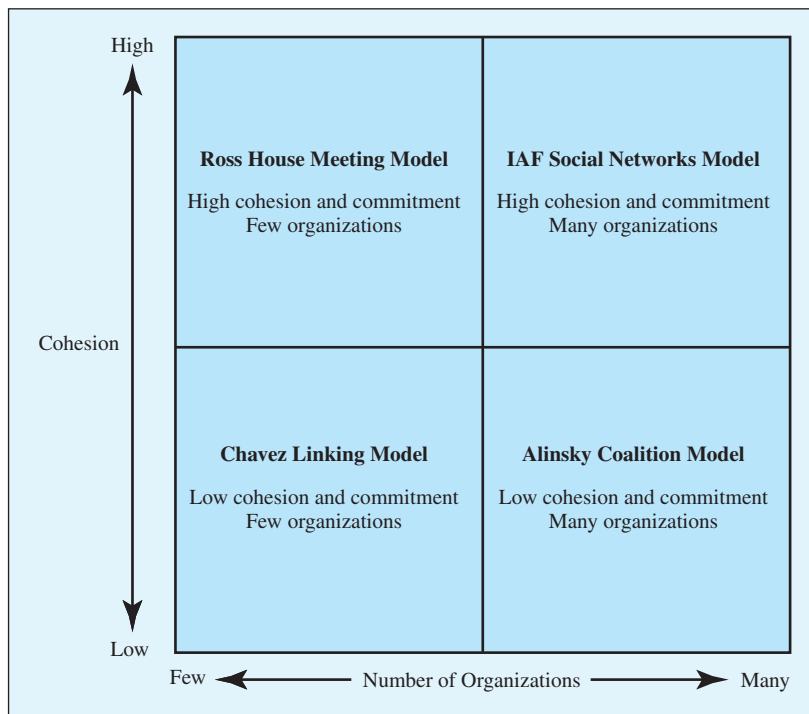 High
Ross House Meeting Model
High cohesion and commitment
Few organizations
IAF Social Networks Model
High cohesion and commitment
Many organizations
Cohesion
Chavez Linking Model
Low cohesion and commitment
Few organizations
Alinsky Coalition Model
Low cohesion and commitment
Many organizations
Low
Few
Number of Organizations
Many